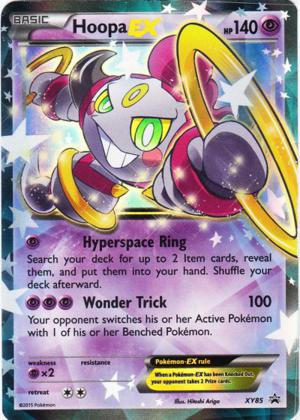 BASIC
Hoopa EX HP140
Hyperspace Ring
Search your deck for up to 2 Item cards, reveal
them, and put them into your hand. Shuffle your
deck afterward.
Wonder Trick 100
Your opponent switches his or her Active Pokémon
with 1 of his or her Benched Pokémon.
weakness resistance
×2
Pokémon-EX rule
When a Pokémon-EX has been Knocked Out,
your opponent takes 2 Prize cards.
retreat
Illus. Hitoshi Ariga
©2015 Pokémon
XY85